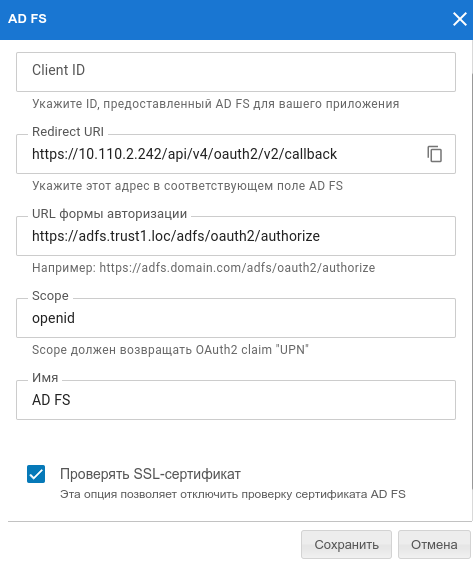 AD FS
Client ID
Укажите ID, предоставленный AD FS для вашего приложения
Redirect URI
https://10.110.2.242/api/v4/oauth2/v2/callback
Укажите этот адрес в соответствующем поле AD FS
URL формы авторизации
https://adfs.trust1.loc/adfs/oauth2/authorize
Например: https://adfs.domain.com/adfs/oauth2/authorize
Scope
openid
Scope должен возвращать OAuth2 claim "UPN"
Имя
AD FS
Проверять SSL-сертификат
Эта опция позволяет отключить проверку сертификата AD FS
Сохранить Отмена